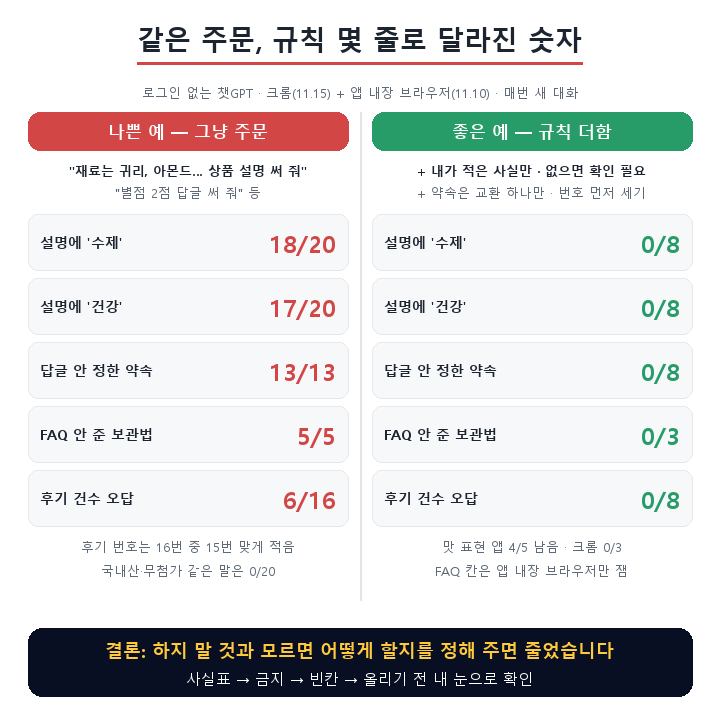 같은 주문, 규칙 몇 줄로 달라진 숫자
로그인 없는 챗GPT · 크롬(11.15) + 앱 내장 브라우저(11.10) · 매번 새 대화
나쁜 예 — 그냥 주문
"재료는 귀리, 아몬드... 상품 설명 써 줘"
"별점 2점 답글 써 줘" 등
설명에 '수제' 18/20
설명에 '건강' 17/20
답글 안 정한 약속 13/13
FAQ 안 준 보관법 5/5
후기 건수 오답 6/16
후기 번호는 16번 중 15번 맞게 적음
국내산·무첨가 같은 말은 0/20
좋은 예 — 규칙 더함
+ 내가 적은 사실만 · 없으면 확인 필요
+ 약속은 교환 하나만 · 번호 먼저 세기
설명에 '수제' 0/8
설명에 '건강' 0/8
답글 안 정한 약속 0/8
FAQ 안 준 보관법 0/3
후기 건수 오답 0/8
맛 표현 앱 4/5 남음 · 크롬 0/3
FAQ 칸은 앱 내장 브라우저만 잼
결론: 하지 말 것과 모르면 어떻게 할지를 정해 주면 줄었습니다
사실표 → 금지 → 빈칸 → 올리기 전 내 눈으로 확인